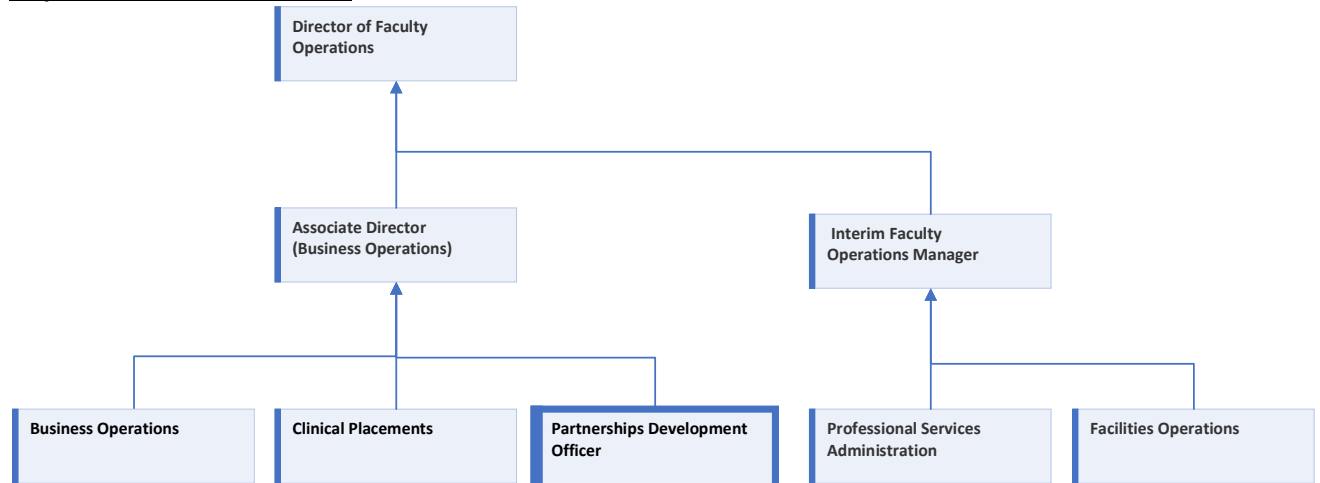 Director of Faculty
Operations
Associate Director
(Business Operations)
Interim Faculty
Operations Manager
Business Operations
Clinical Placements
Partnerships Development
Officer
Professional Services
Administration
Facilities Operations